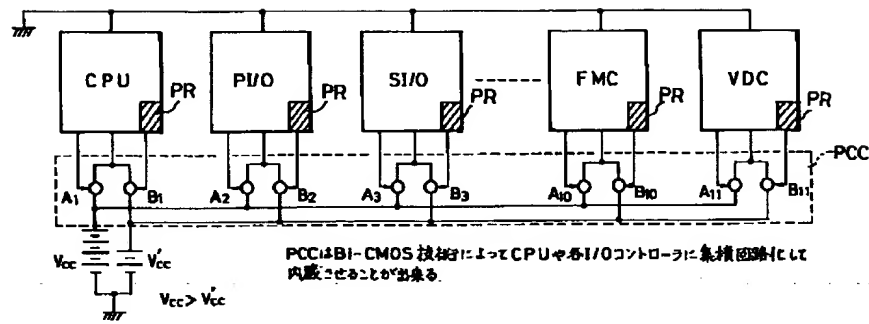 CPU PI/O SI/O FMC VDC
PR PR PR PR PR
PCC
A1 B1 A2 B2 A3 B3 A10 B10 A11 B11
Vcc V'cc
Vcc > V'cc
PCCはBi-CMOS技術によってCPUや各I/Oコントローラに集積回路化して
内蔵させることが出来る.